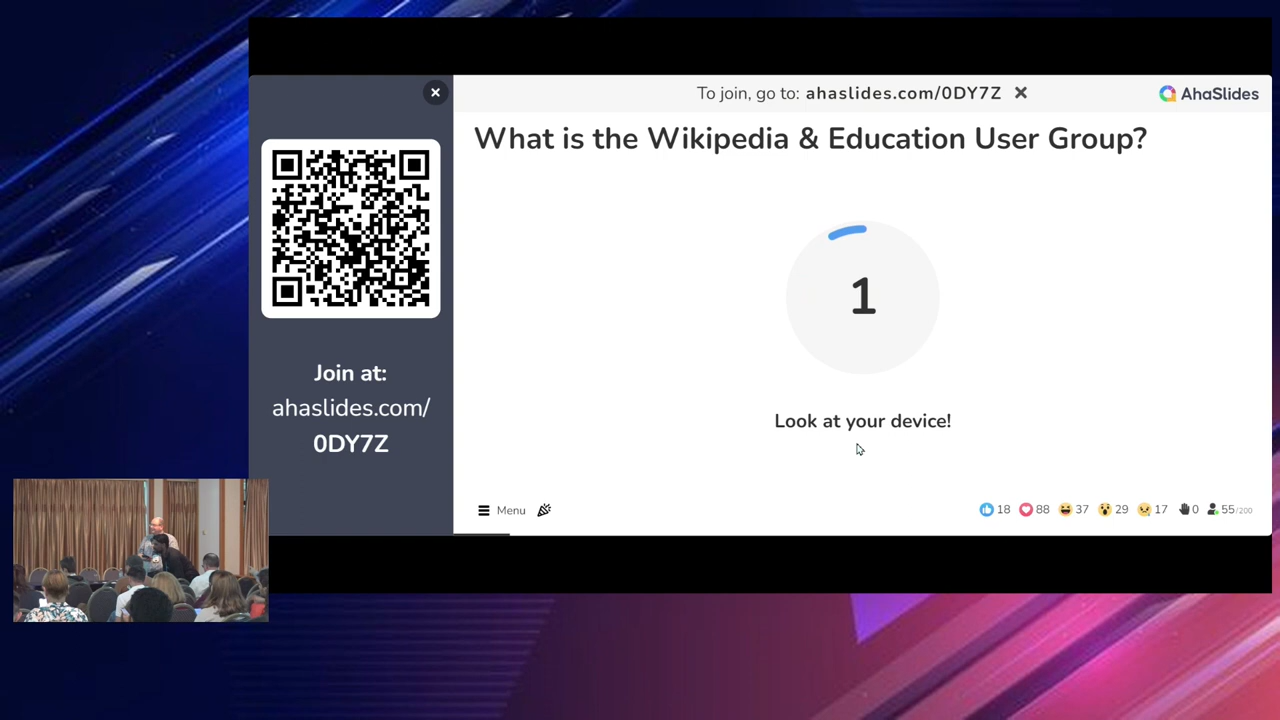 To join, go to: ahaslides.com/0DY7Z
AhaSlides
What is the Wikipedia & Education User Group?
1
Look at your device!
Join at:
ahaslides.com/
0DY7Z
Menu
18 88 37 29 17 0 55/200